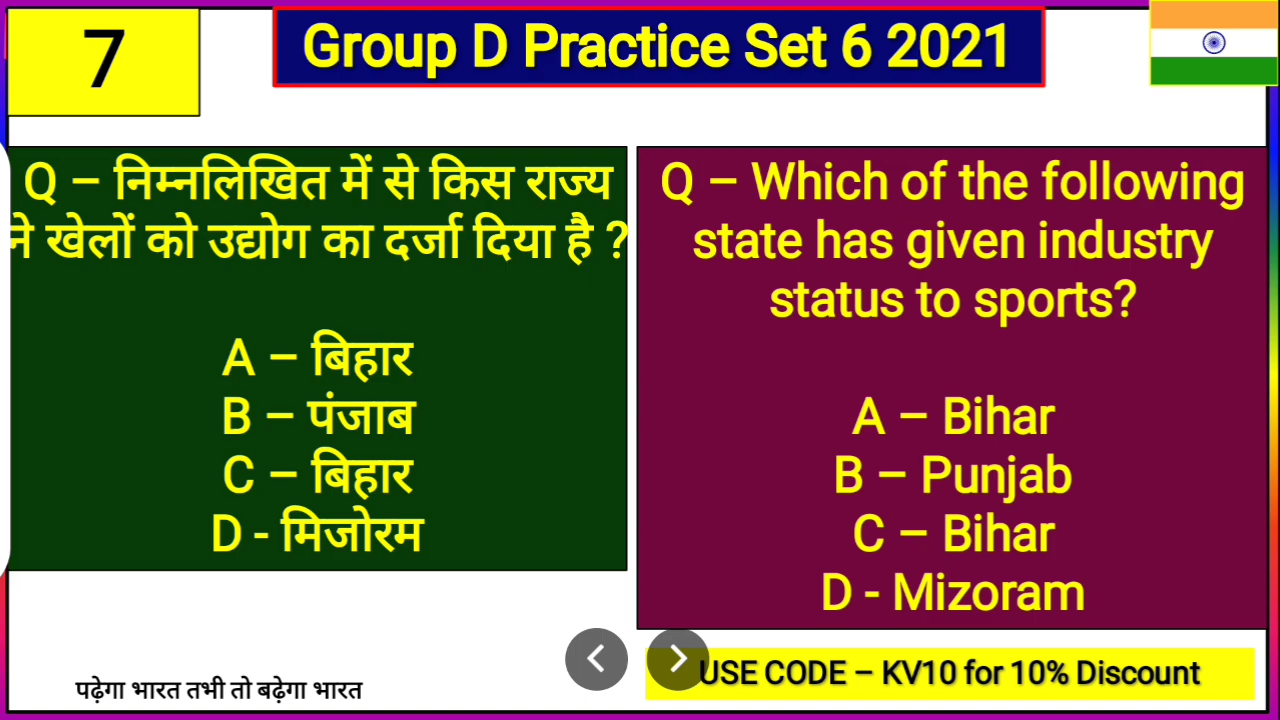 7
Group D Practice Set 6 2021
Q – निम्नलिखित में से किस राज्य
ने खेलों को उद्योग का दर्जा दिया है ?
A – बिहार
B – पंजाब
C – बिहार
D - मिजोरम
Q – Which of the following
state has given industry
status to sports?
A – Bihar
B – Punjab
C – Bihar
D - Mizoram
पढ़ेगा भारत तभी तो बढ़ेगा भारत
USE CODE – KV10 for 10% Discount